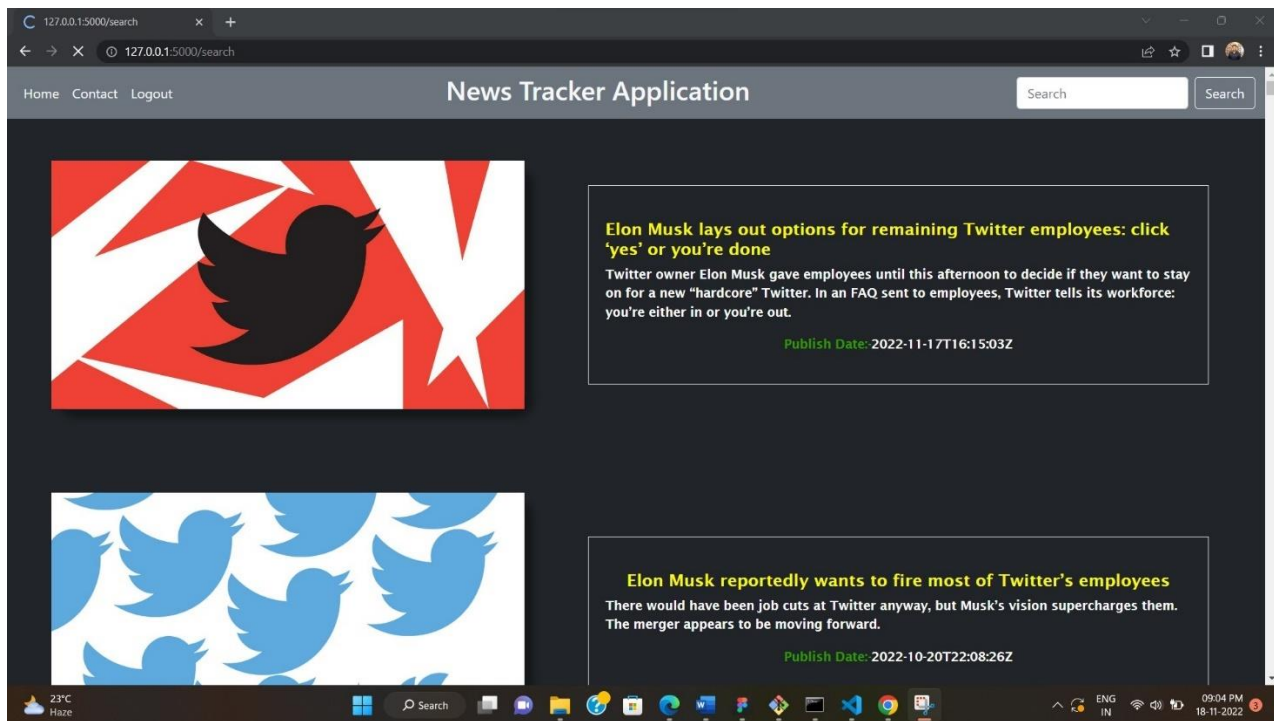 127.0.0.1:5000/search
127.0.0.1:5000/search
Home Contact Logout
News Tracker Application
Search
Search
Elon Musk lays out options for remaining Twitter employees: click
‘yes’ or you’re done
Twitter owner Elon Musk gave employees until this afternoon to decide if they want to stay
on for a new “hardcore” Twitter. In an FAQ sent to employees, Twitter tells its workforce:
you’re either in or you’re out.
Publish Date:-2022-11-17T16:15:03Z
Elon Musk reportedly wants to fire most of Twitter’s employees
There would have been job cuts at Twitter anyway, but Musk’s vision supercharges them.
The merger appears to be moving forward.
Publish Date:-2022-10-20T22:08:26Z
23°C
Haze
Search
ENG
IN
09:04 PM
18-11-2022
3